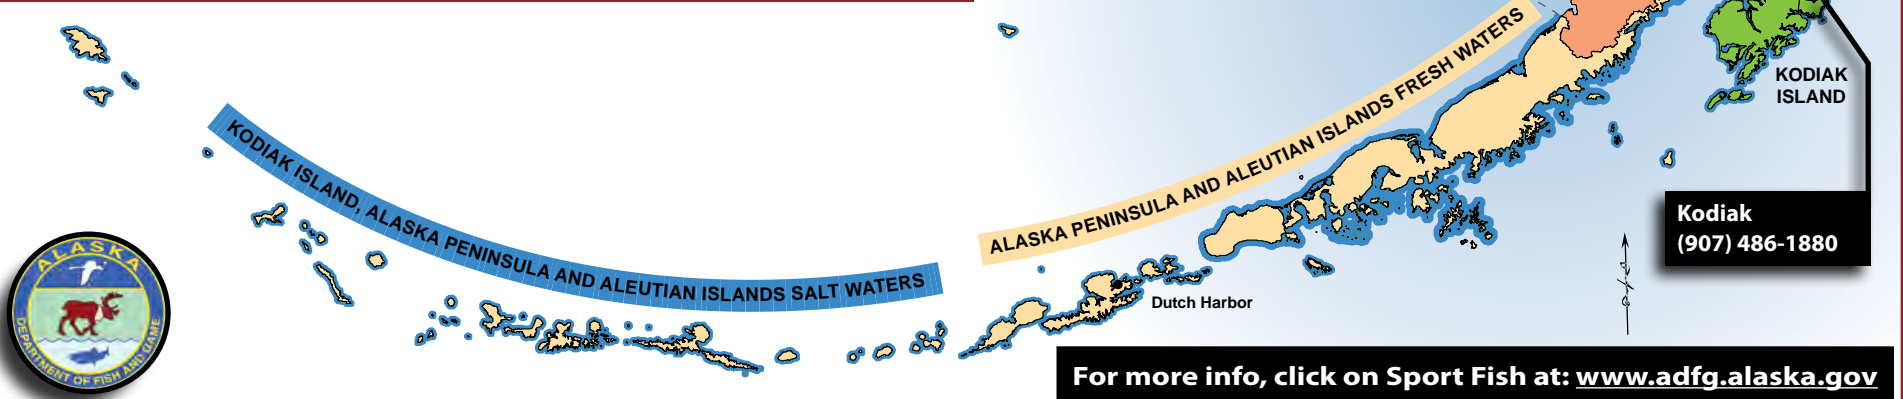 ALASKA PENINSULA AND ALEUTIAN ISLANDS FRESH WATERS
KODIAK
ISLAND
KODIAK ISLAND, ALASKA PENINSULA AND ALEUTIAN ISLANDS SALT WATERS
Kodiak
(907) 486-1880
Dutch Harbor
ALASKA
DEPARTMENT OF FISH AND GAME
For more info, click on Sport Fish at: www.adfg.alaska.gov